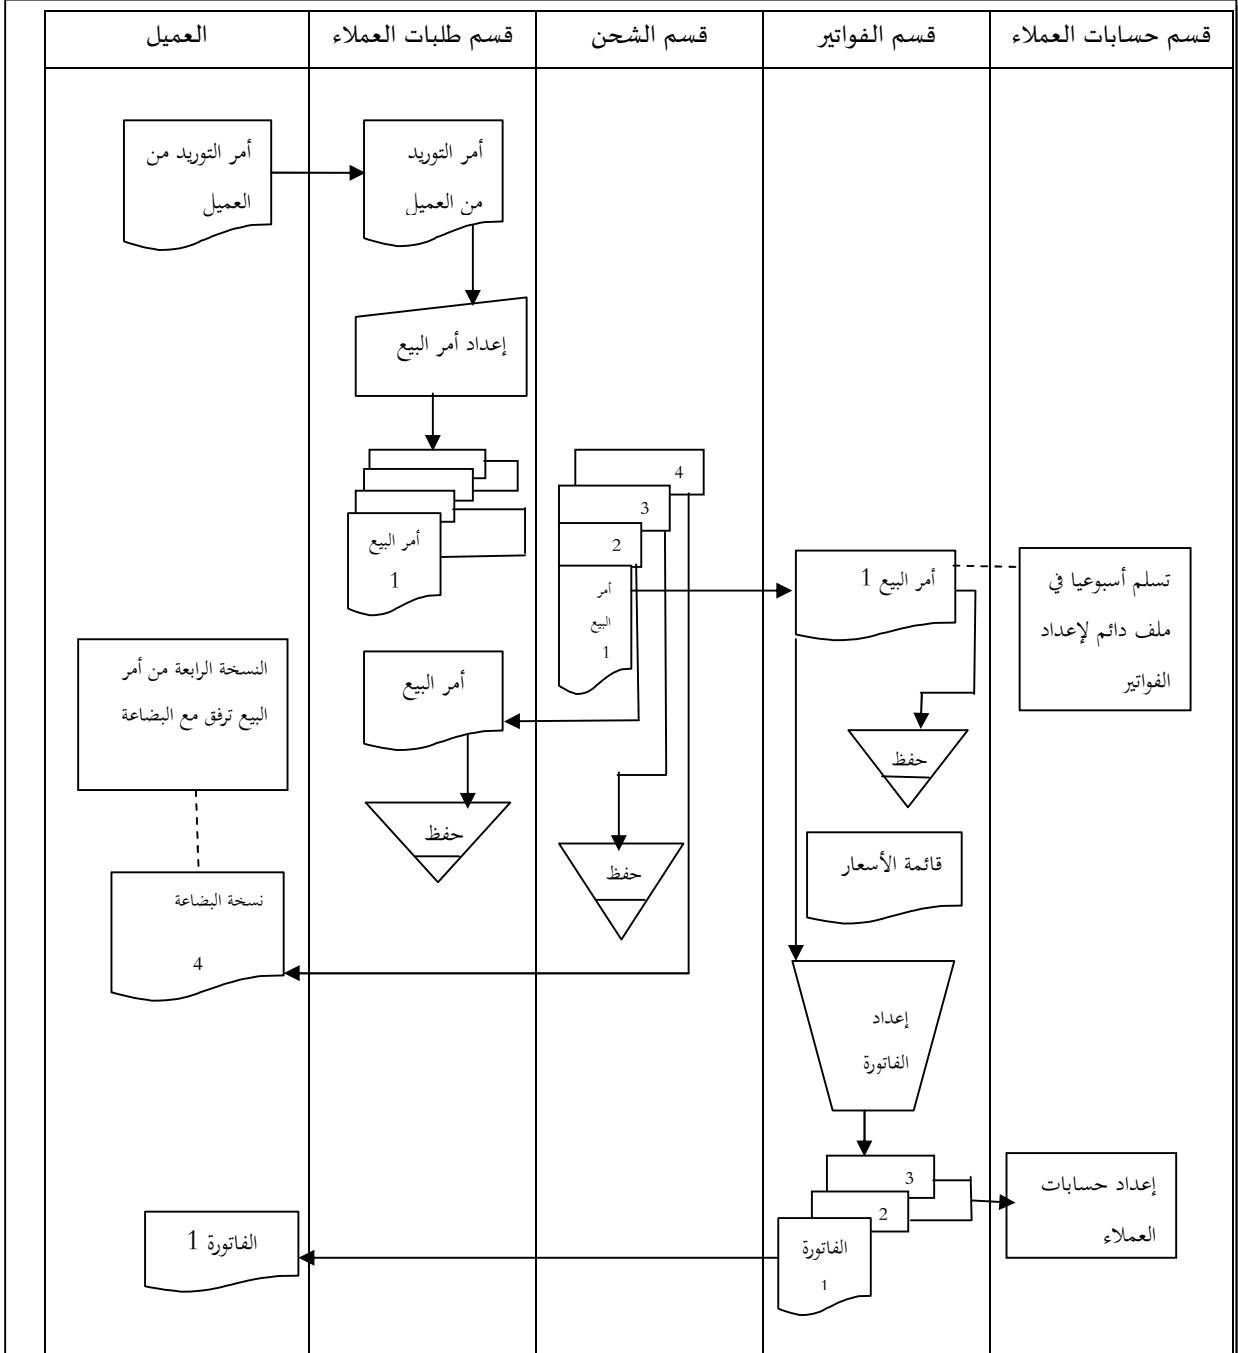 العميل
قسم طلبات العملاء
قسم الشحن
قسم الفواتير
قسم حسابات العملاء
أمر التوريد من
العميل
أمر التوريد
من العميل
إعداد أمر البيع
أمر البيع
1
4
3
2
أمر
البيع
1
أمر البيع 1
تسلم أسبوعيا في
ملف دائم لإعداد
الفواتير
النسخة الرابعة من أمر
البيع ترفق مع البضاعة
أمر البيع
حفظ
حفظ
حفظ
قائمة الأسعار
نسخة البضاعة
4
إعداد
الفاتورة
3
2
الفاتورة
1
إعداد حسابات
العملاء
الفاتورة 1